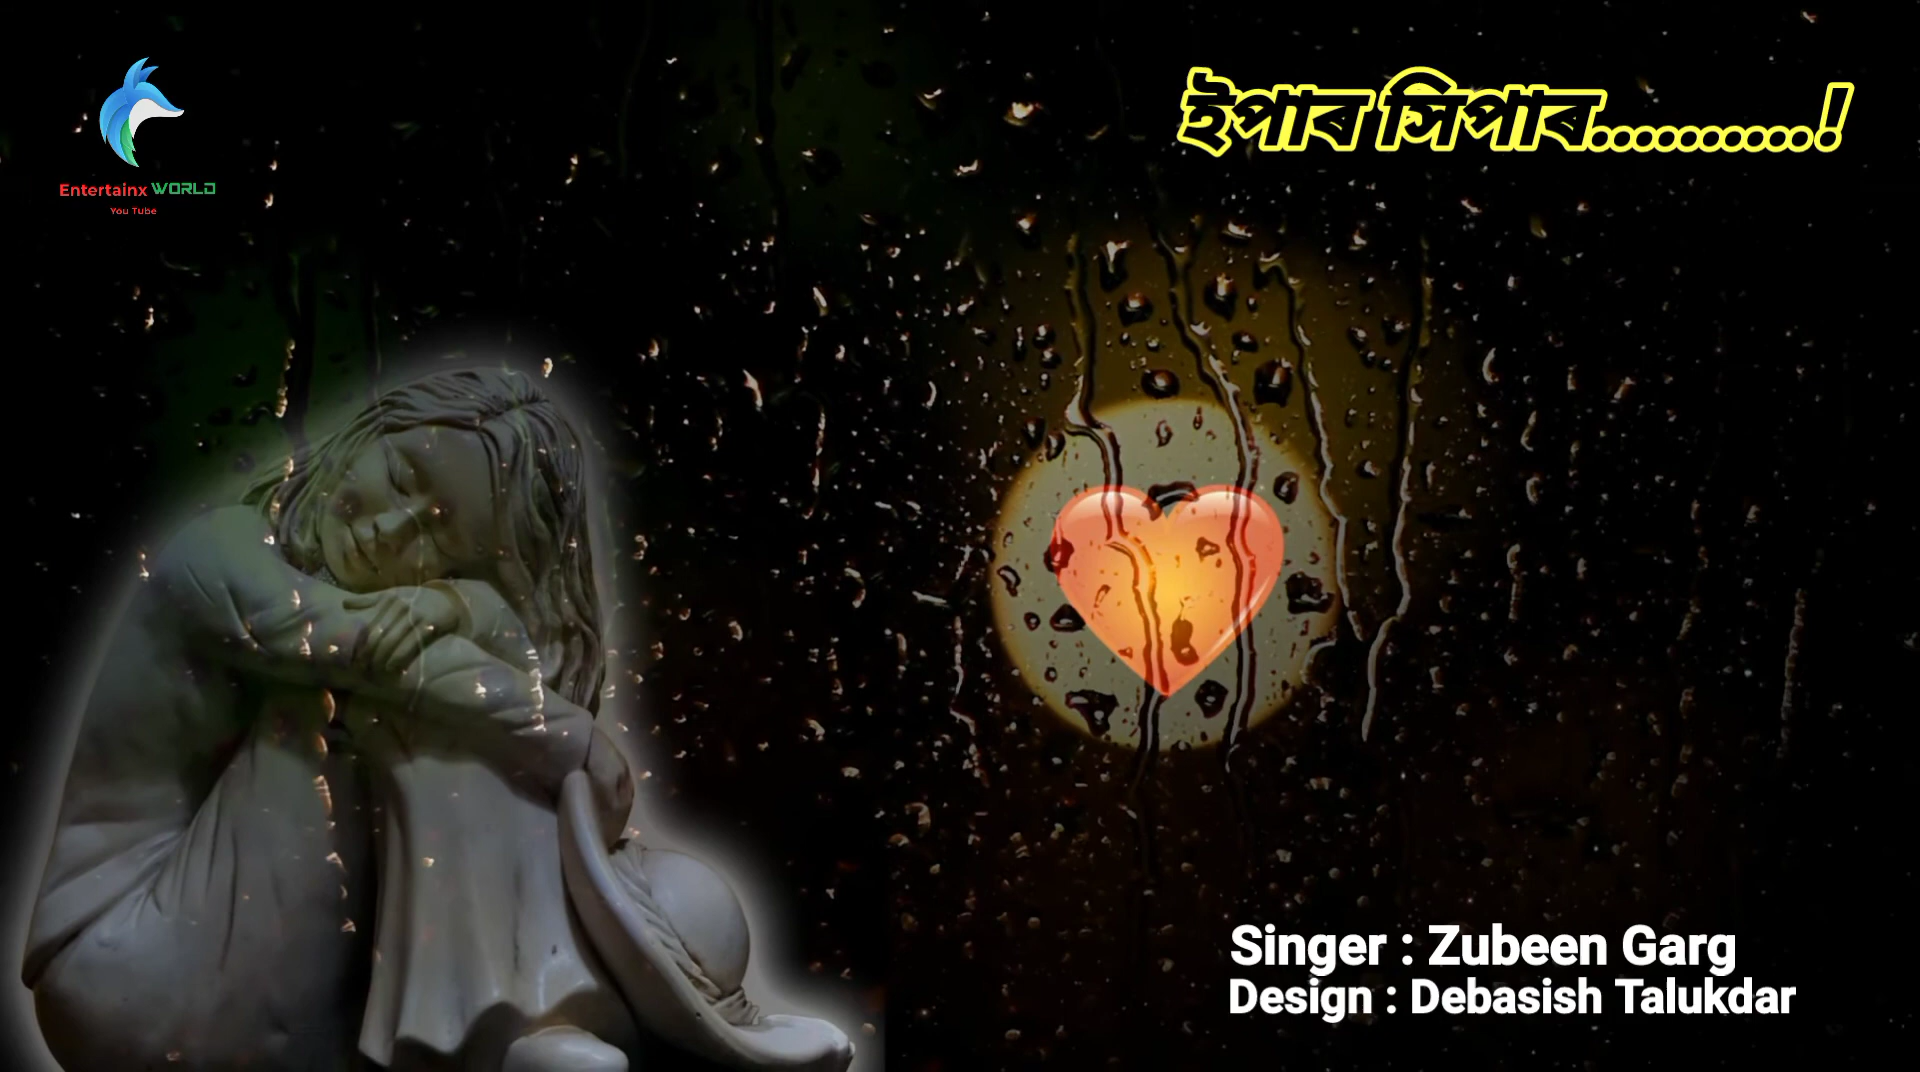 Entertainx WORLD
You Tube
ইপাৰ সিপাৰ...........!
Singer : Zubeen Garg
Design : Debasish Talukdar